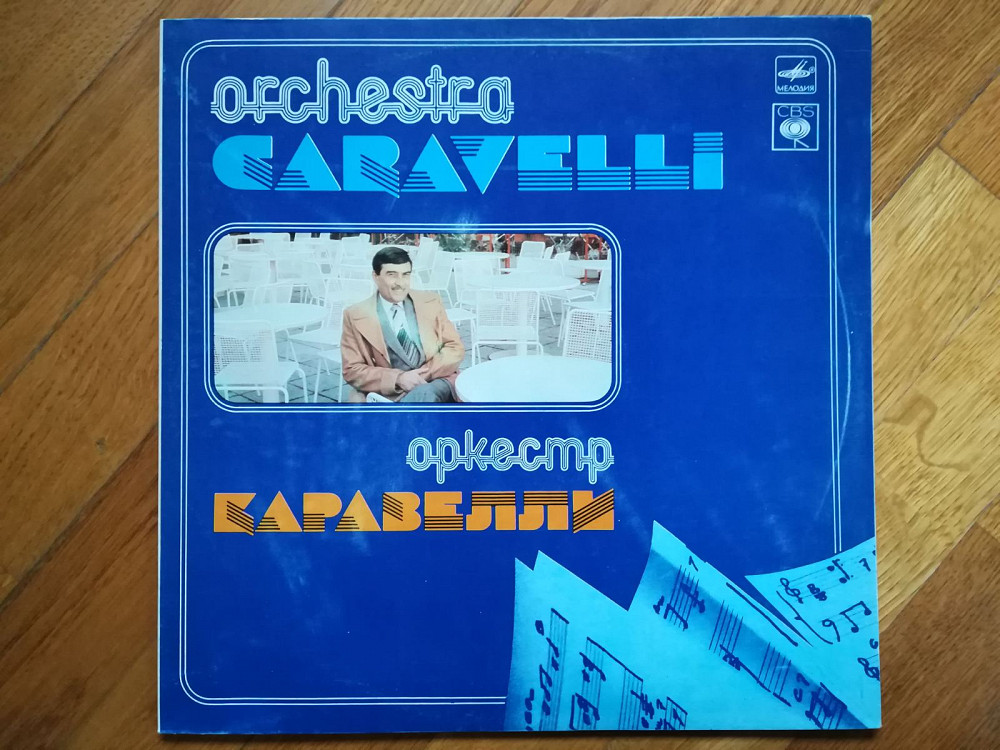 orchestra
CARAVELLi
МЕЛОДИЯ
CBS
оркестр
КАРАВЕЛЛИ